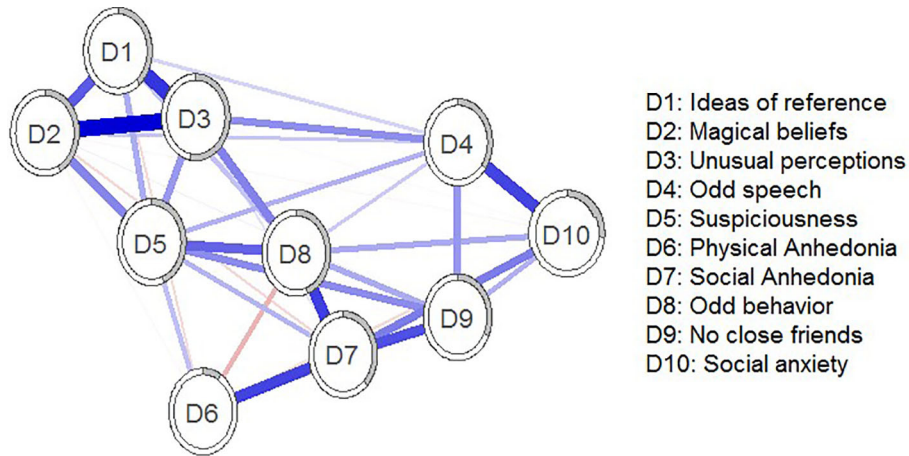 D1
D2
D3
D4
D5
D8
D10
D9
D7
D6
D1: Ideas of reference
D2: Magical beliefs
D3: Unusual perceptions
D4: Odd speech
D5: Suspiciousness
D6: Physical Anhedonia
D7: Social Anhedonia
D8: Odd behavior
D9: No close friends
D10: Social anxiety